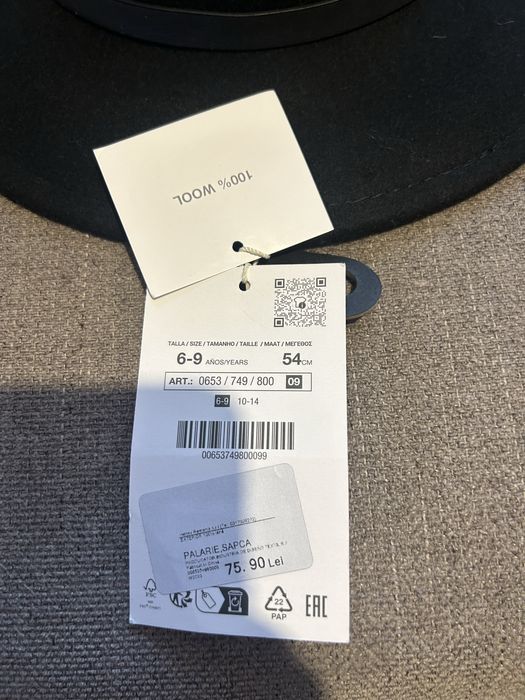 100% WOOL
TALLA / SIZE / TAMANHO / TAILLE / MAAT / ΜΕΓΕΘΟΣ
6-9 AÑOS/YEARS 54CM
ART.: 0653 / 749 / 800 09
6-9 10-14
00653749800099
PALARIE,SAPCA
75.90 Lei
FSC
22
PAP
EAC